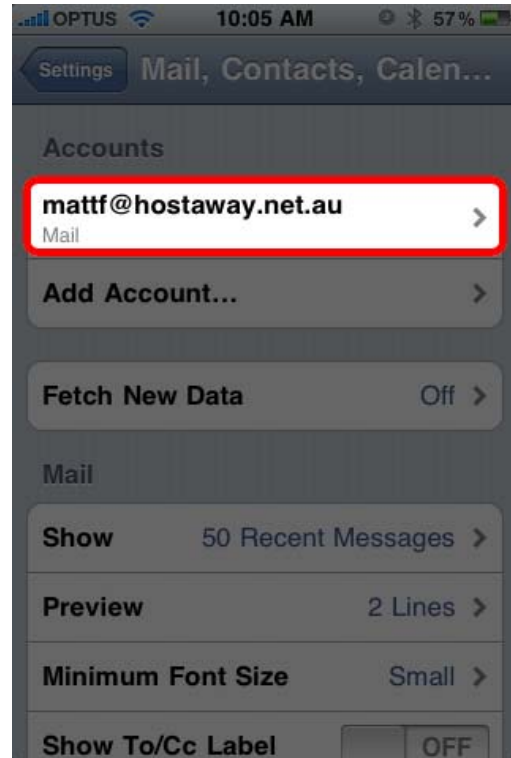 OPTUS 10:05 AM 57%
Settings Mail, Contacts, Calen...
Accounts
mattf@hostaway.net.au
Mail
Add Account...
Fetch New Data Off
Mail
Show 50 Recent Messages
Preview 2 Lines
Minimum Font Size Small
Show To/Cc Label OFF